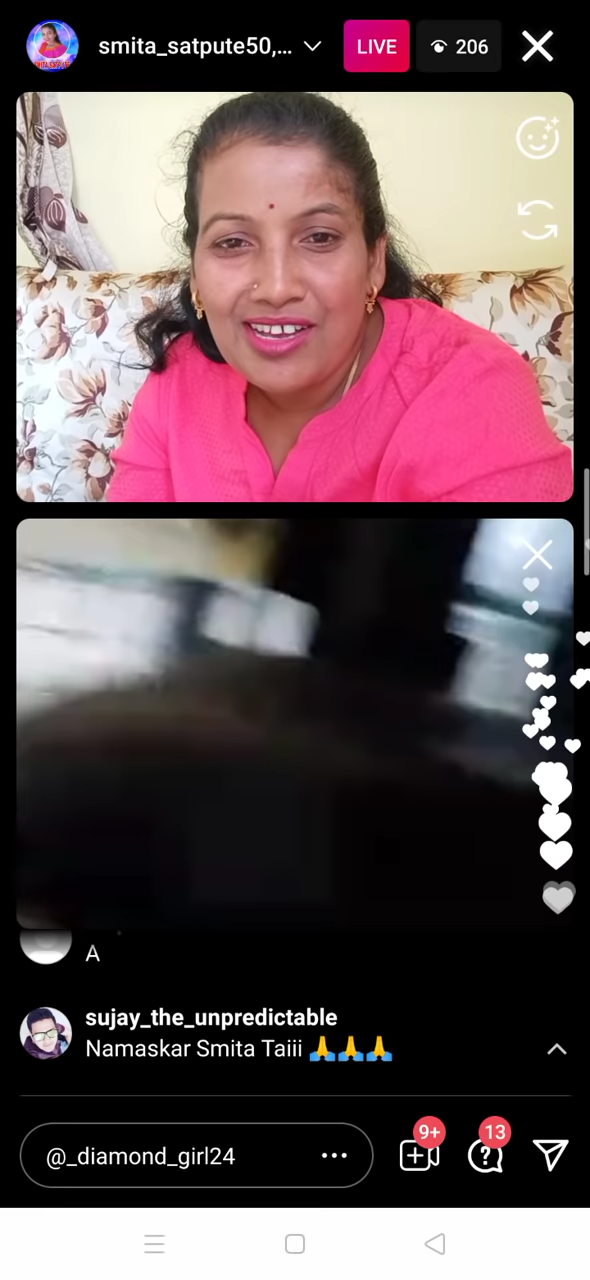 smita_satpute50,...
LIVE
206
A
sujay_the_unpredictable
Namaskar Smita Taiii 🙏🙏🙏
@_diamond_girl24
9+
13